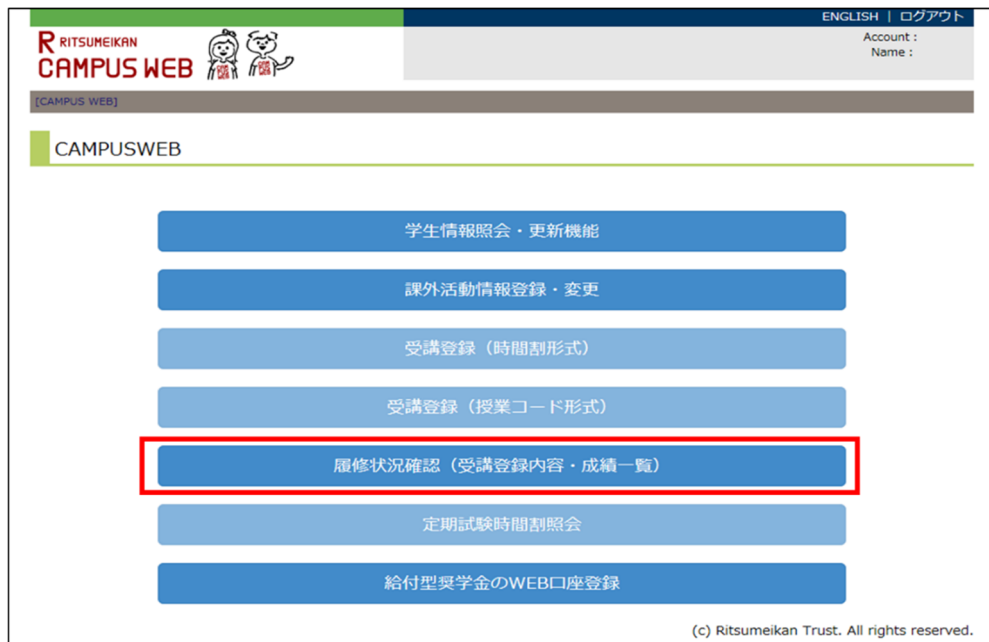 ENGLISH | ログアウト
R RITSUMEIKAN
CAMPUS WEB
Account :
Name :
[CAMPUS WEB]
CAMPUSWEB
学生情報照会・更新機能
課外活動情報登録・変更
受講登録（時間割形式）
受講登録（授業コード形式）
履修状況確認（受講登録内容・成績一覧）
定期試験時間割照会
給付型奨学金のWEB口座登録
(c) Ritsumeikan Trust. All rights reserved.